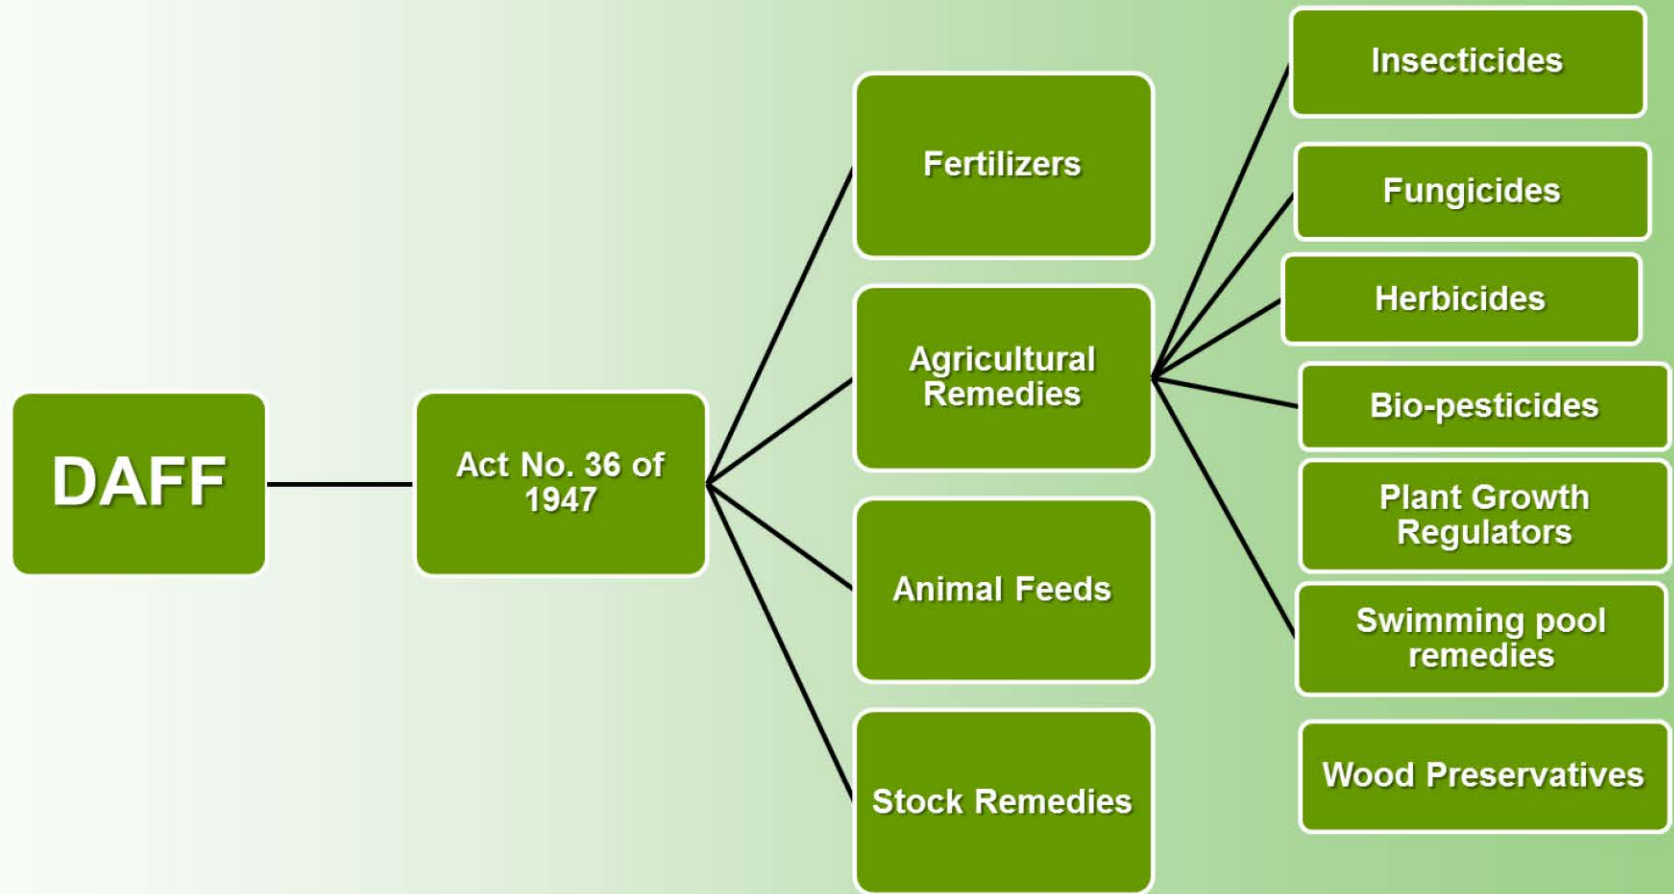 DAFF
Act No. 36 of
1947
Fertilizers
Agricultural
Remedies
Animal Feeds
Stock Remedies
Insecticides
Fungicides
Herbicides
Bio-pesticides
Plant Growth
Regulators
Swimming pool
remedies
Wood Preservatives